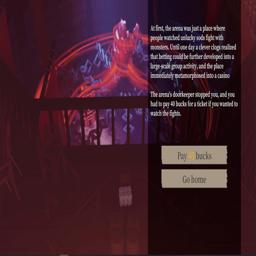 At first, the arena was just a place where
people watched unlucky sods fight with
monsters. Until one day a clever clogs realized
that betting could be further developed into a
large-scale group activity, and the place
immediately metamorphosed into a casino
The arena's doorkeeper stopped you, and you
had to pay 40 bucks for a ticket if you wanted to
watch the fights.
Pay bucks
Go home